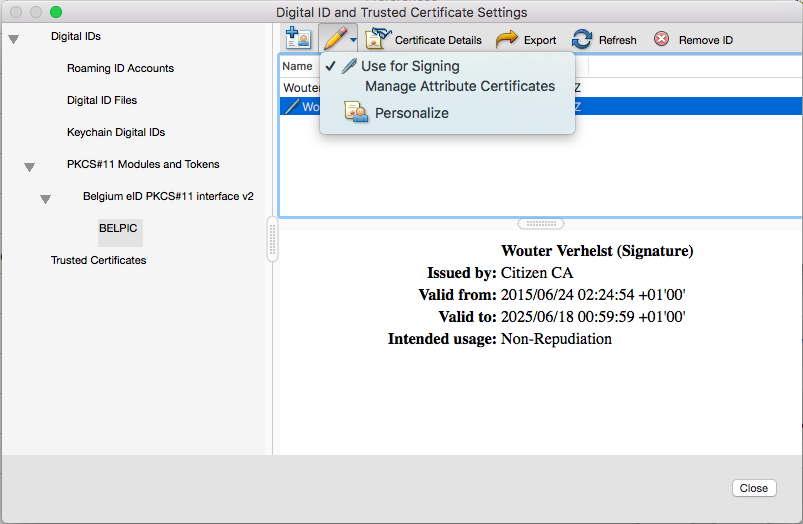 Digital ID and Trusted Certificate Settings
Digital IDs
Roaming ID Accounts
Digital ID Files
Keychain Digital IDs
PKCS#11 Modules and Tokens
Belgium eID PKCS#11 interface v2
BELPIC
Trusted Certificates
Certificate Details
Export
Refresh
Remove ID
Name
Wouter
Z
Wo
Z
✓ Use for Signing
Manage Attribute Certificates
Personalize
Wouter Verhelst (Signature)
Issued by: Citizen CA
Valid from: 2015/06/24 02:24:54 +01'00'
Valid to: 2025/06/18 00:59:59 +01'00'
Intended usage: Non-Repudiation
Close